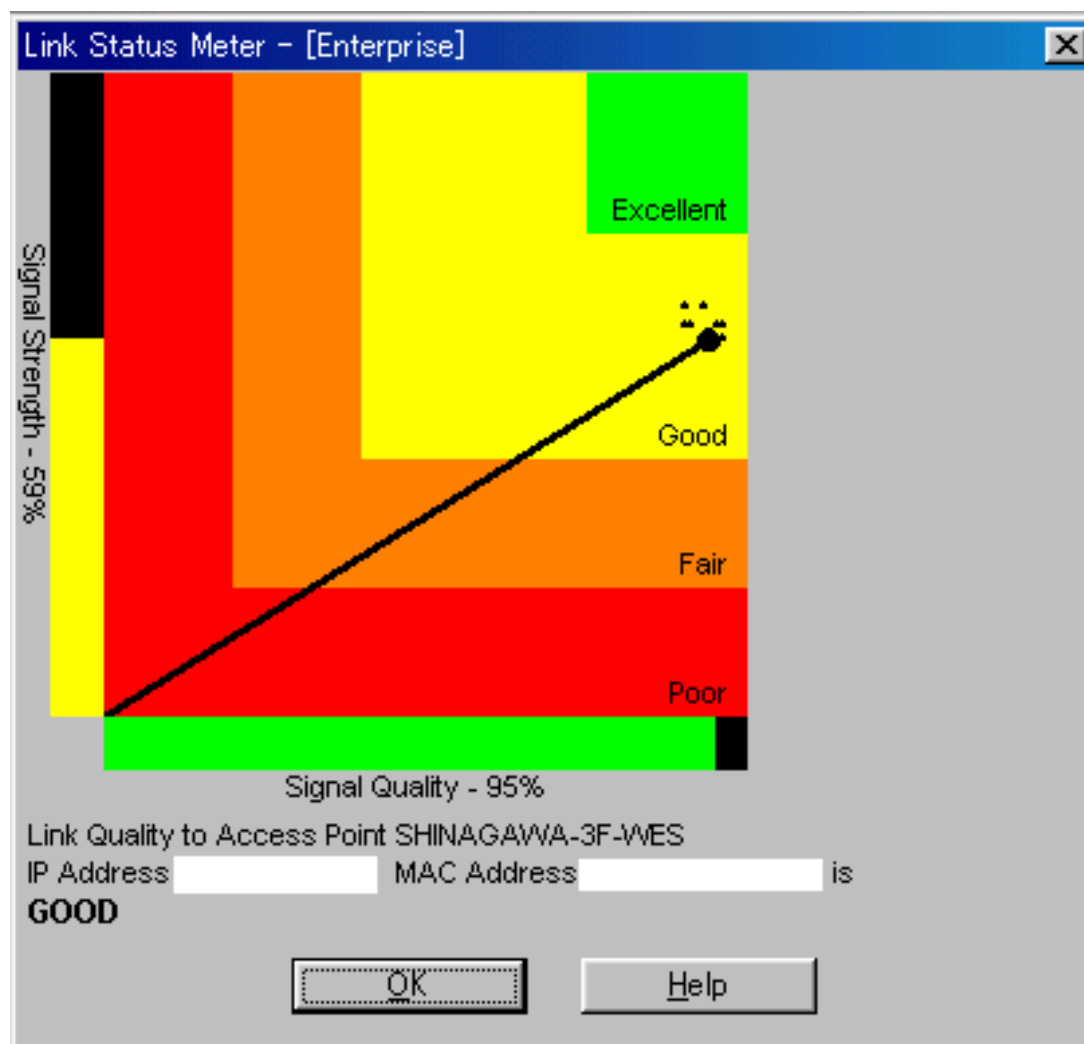 Link Status Meter - [Enterprise]
Excellent
Signal Strength - 59%
Good
Fair
Poor
Signal Quality - 95%
Link Quality to Access Point SHINAGAWA-3F-WES
IP Address MAC Address is
GOOD
OK Help